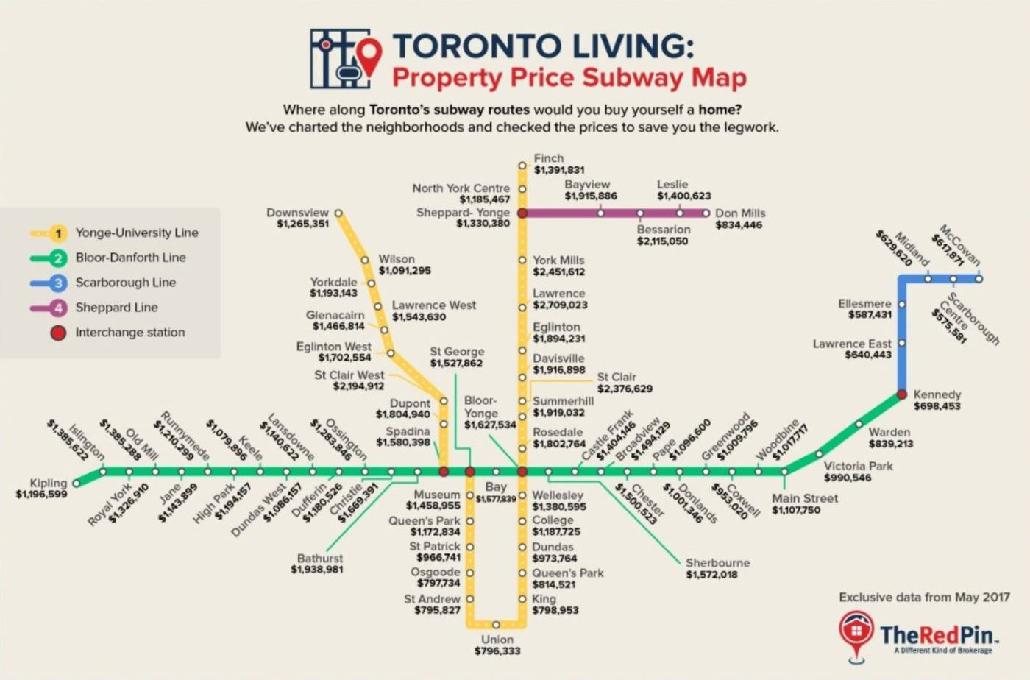 TORONTO LIVING:
Property Price Subway Map
Where along Toronto's subway routes would you buy yourself a home?
We've charted the neighborhoods and checked the prices to save you the legwork.
1 Yonge-University Line
2 Bloor-Danforth Line
3 Scarborough Line
4 Sheppard Line
Interchange station
Finch
$1,391,831
North York Centre
$1,185,467
Sheppard- Yonge
$1,330,380
Bayview
$1,915,886
Leslie
$1,400,623
Bessarion
$2,115,050
Don Mills
$834,446
York Mills
$2,451,612
Lawrence
$2,709,023
Eglinton
$1,894,231
Davisville
$1,916,898
St Clair
$2,376,629
Summerhill
$1,919,032
Rosedale
$1,802,764
Bloor-
Yonge
$1,627,534
Downsview
$1,265,351
Wilson
$1,091,295
Yorkdale
$1,193,143
Lawrence West
$1,543,630
Glenacairn
$1,466,814
Eglinton West
$1,702,554
St Clair West
$2,194,912
Dupont
$1,804,940
Spadina
$1,580,398
St George
$1,527,862
Kipling
$1,196,599
Islington
$1,385,622
Royal York
$1,326,910
Old Mill
$1,385,288
Jane
$1,143,899
Runnymede
$1,210,299
High Park
$1,194,157
Keele
$1,079,896
Dundas West
$1,086,157
Lansdowne
$1,140,622
Dufferin
$1,180,526
Ossington
$1,283,846
Christie
$1,669,391
Bathurst
$1,938,981
Bay
$1,577,839
Museum
$1,458,955
Queen's Park
$1,172,834
St Patrick
$966,741
Osgoode
$797,734
St Andrew
$795,827
Union
$796,333
Wellesley
$1,380,595
College
$1,187,725
Dundas
$973,764
Queen's Park
$814,521
King
$798,953
Sherbourne
$1,572,018
Castle Frank
$1,404,146
Broadview
$1,494,129
Chester
$1,500,523
Pape
$1,096,600
Donlands
$1,001,346
Greenwood
$1,009,796
Coxwell
$953,020
Woodbine
$1,017,717
Main Street
$1,107,750
Victoria Park
$990,546
Warden
$839,213
Kennedy
$698,453
Lawrence East
$640,443
Ellesmere
$587,431
Midland
$629,620
McCowan
$617,871
Scarborough
Centre
$575,581
Exclusive data from May 2017
TheRedPin™
A Different Kind of Brokerage